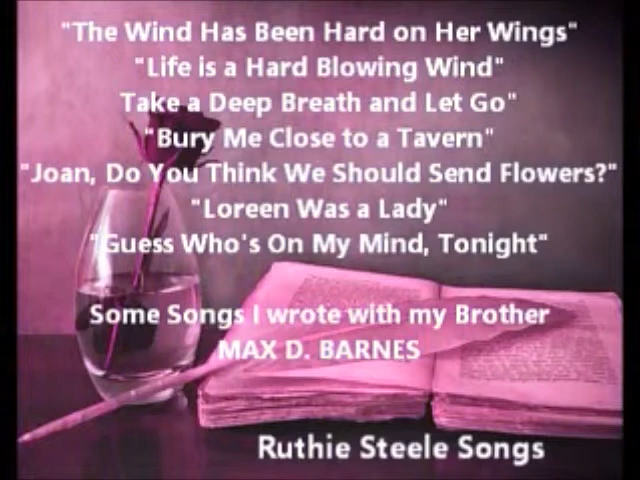 "The Wind Has Been Hard on Her Wings"
"Life is a Hard Blowing Wind"
Take a Deep Breath and Let Go"
"Bury Me Close to a Tavern"
"Joan, Do You Think We Should Send Flowers?"
"Loreen Was a Lady"
"Guess Who's On My Mind, Tonight"
Some Songs I wrote with my Brother
MAX D. BARNES
Ruthie Steele Songs